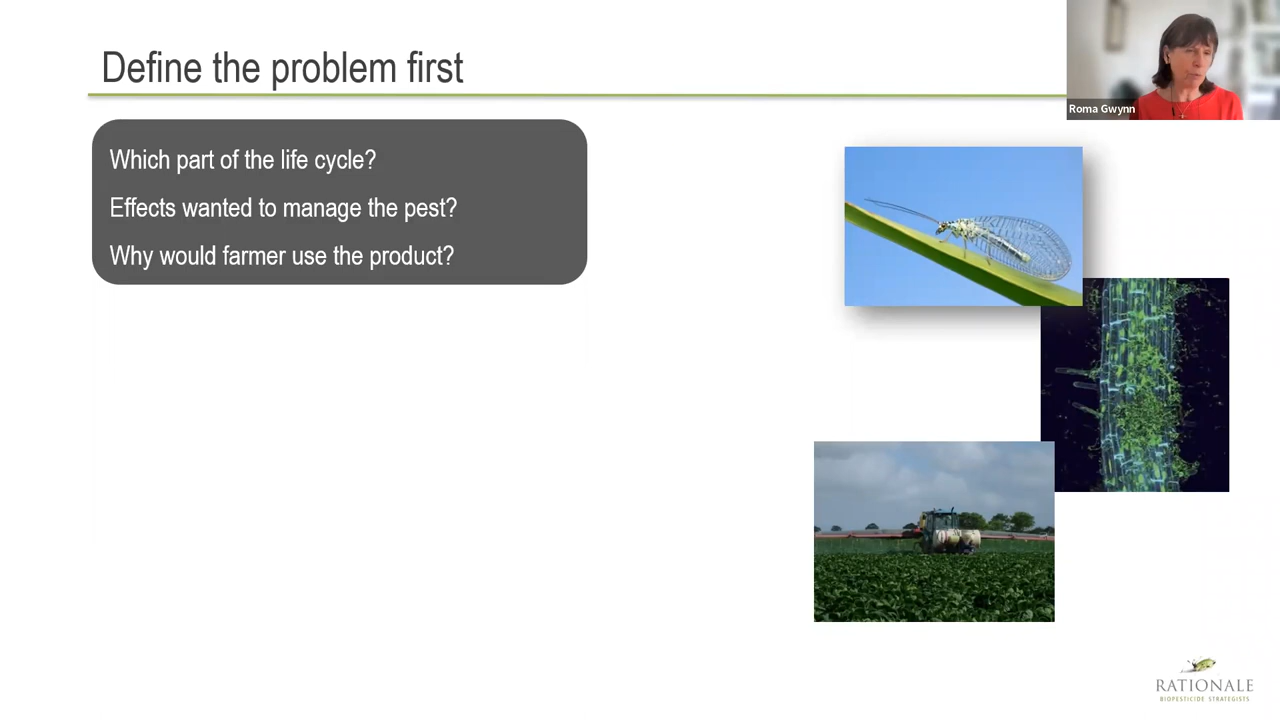 Define the problem first
Roma Gwynn
Which part of the life cycle?
Effects wanted to manage the pest?
Why would farmer use the product?
RATIONALE
BIOPESTICIDE STRATEGISTS